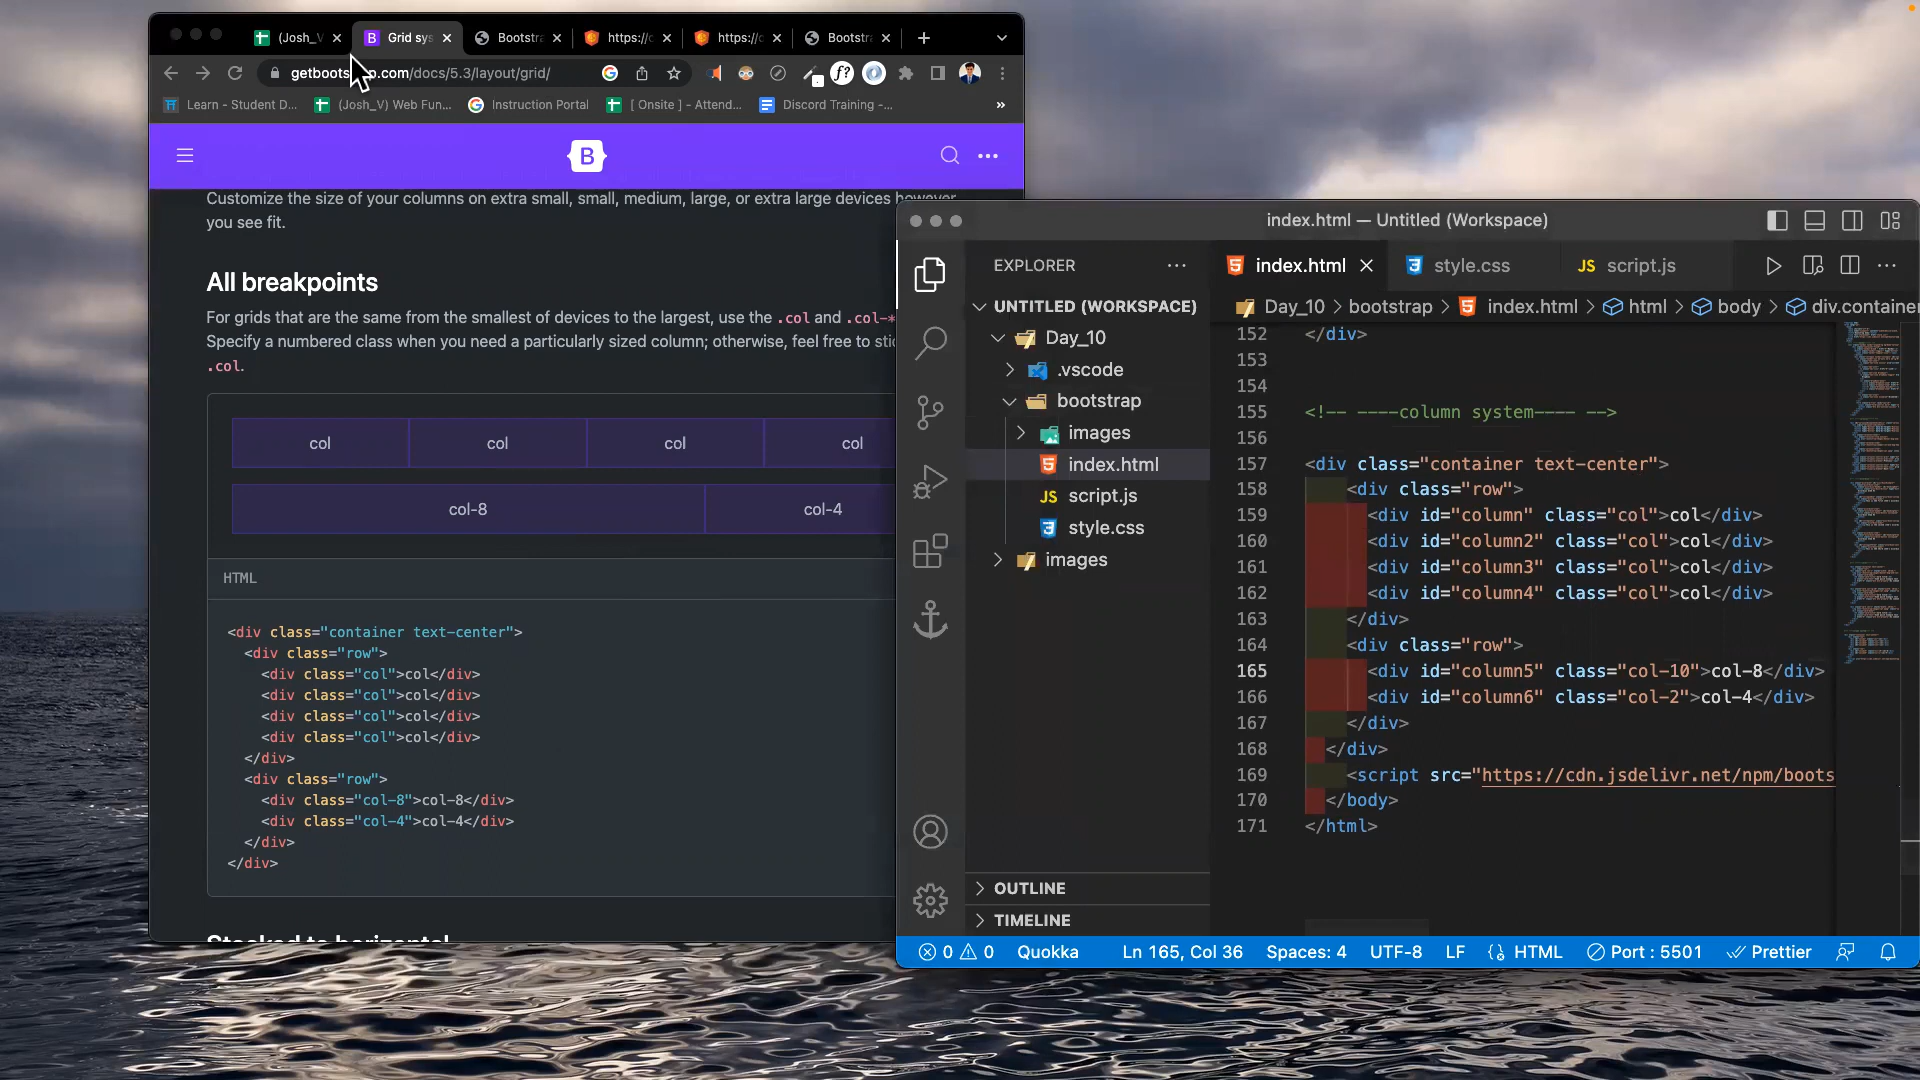 (Josh_V
Grid sys
Bootstra
https://c
https://c
Bootstra
getbootst p.com/docs/5.3/layout/grid/
Learn - Student D...
(Josh_V) Web Fun...
Instruction Portal
[ Onsite ] - Attend...
Discord Training -...
»
B
Customize the size of your columns on extra small, small, medium, large, or extra large devices however
you see fit.
All breakpoints
For grids that are the same from the smallest of devices to the largest, use the .col and .col-*
Specify a numbered class when you need a particularly sized column; otherwise, feel free to sti
.col.
col col col col
col-8 col-4
HTML
<div class="container text-center">
<div class="row">
<div class="col">col</div>
<div class="col">col</div>
<div class="col">col</div>
<div class="col">col</div>
</div>
<div class="row">
<div class="col-8">col-8</div>
<div class="col-4">col-4</div>
</div>
</div>
Stacked to horizontal
index.html — Untitled (Workspace)
EXPLORER
UNTITLED (WORKSPACE)
Day_10
.vscode
bootstrap
images
index.html
JS script.js
style.css
images
OUTLINE
TIMELINE
index.html
style.css
JS script.js
Day_10 > bootstrap > index.html > html > body > div.container
152 </div>
153
154
155 <!-- ----column system---- -->
156
157 <div class="container text-center">
158 <div class="row">
159 <div id="column" class="col">col</div>
160 <div id="column2" class="col">col</div>
161 <div id="column3" class="col">col</div>
162 <div id="column4" class="col">col</div>
163 </div>
164 <div class="row">
165 <div id="column5" class="col-10">col-8</div>
166 <div id="column6" class="col-2">col-4</div>
167 </div>
168 </div>
169 <script src="https://cdn.jsdelivr.net/npm/boots
170 </body>
171 </html>
0 0 Quokka Ln 165, Col 36 Spaces: 4 UTF-8 LF HTML Port : 5501 Prettier